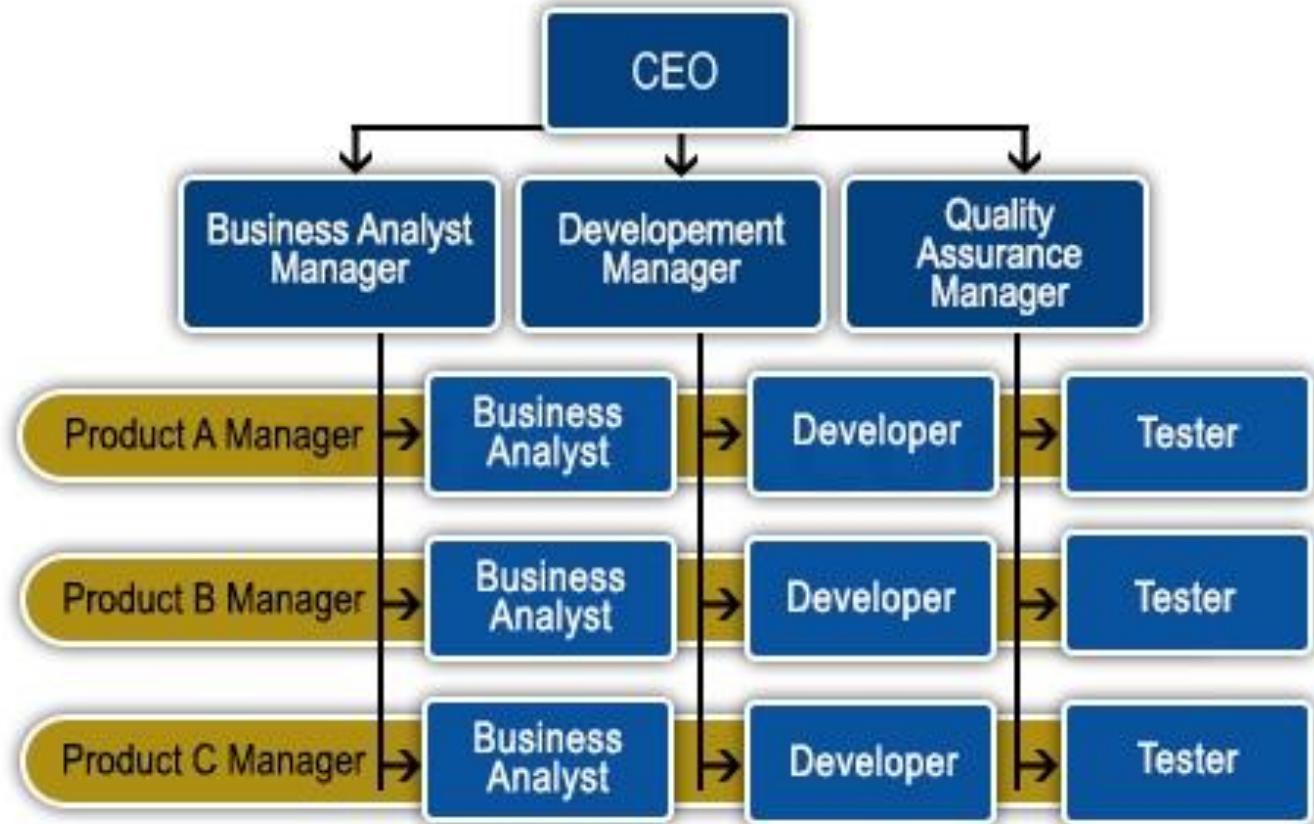 CEO
Business Analyst
Manager
Developement
Manager
Quality
Assurance
Manager
Product A Manager
Business
Analyst
Developer
Tester
Product B Manager
Business
Analyst
Developer
Tester
Product C Manager
Business
Analyst
Developer
Tester